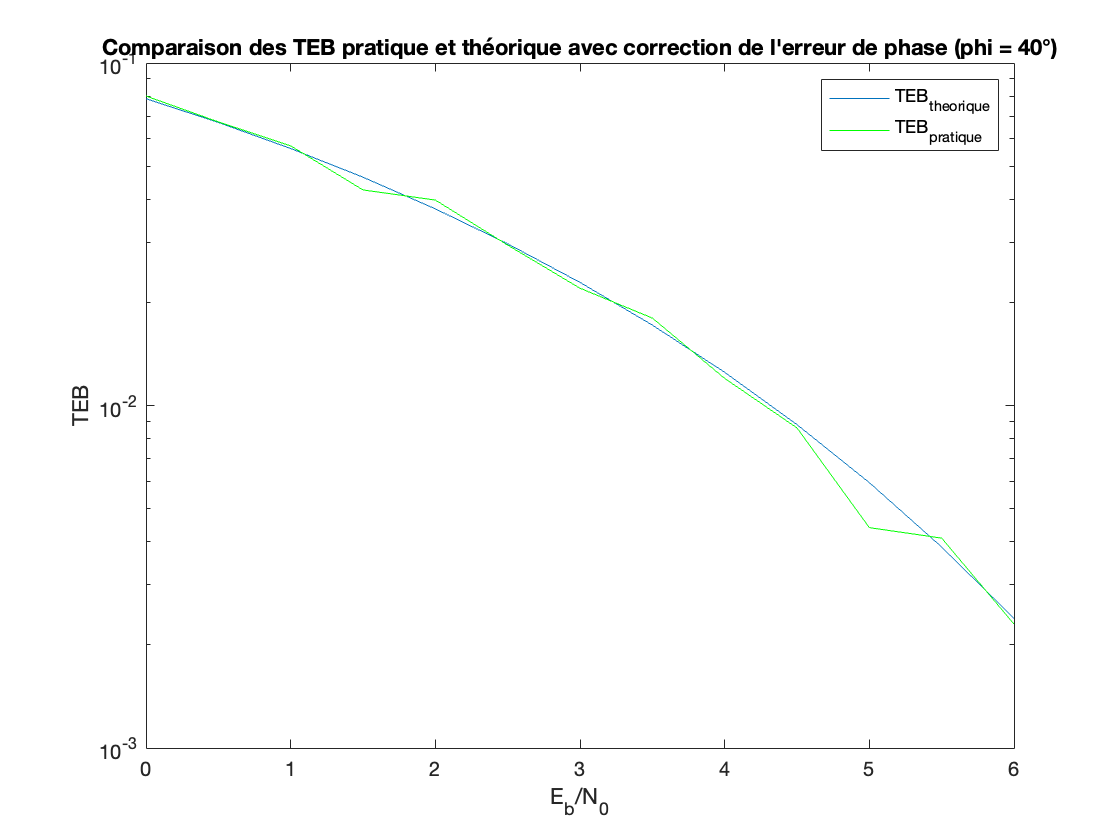 Comparaison des TEB pratique et théorique avec correction de l'erreur de phase (phi = 40°)
10^-1
TEB_theorique
TEB_pratique
TEB
10^-2
10^-3
0 1 2 3 4 5 6
E_b/N_0